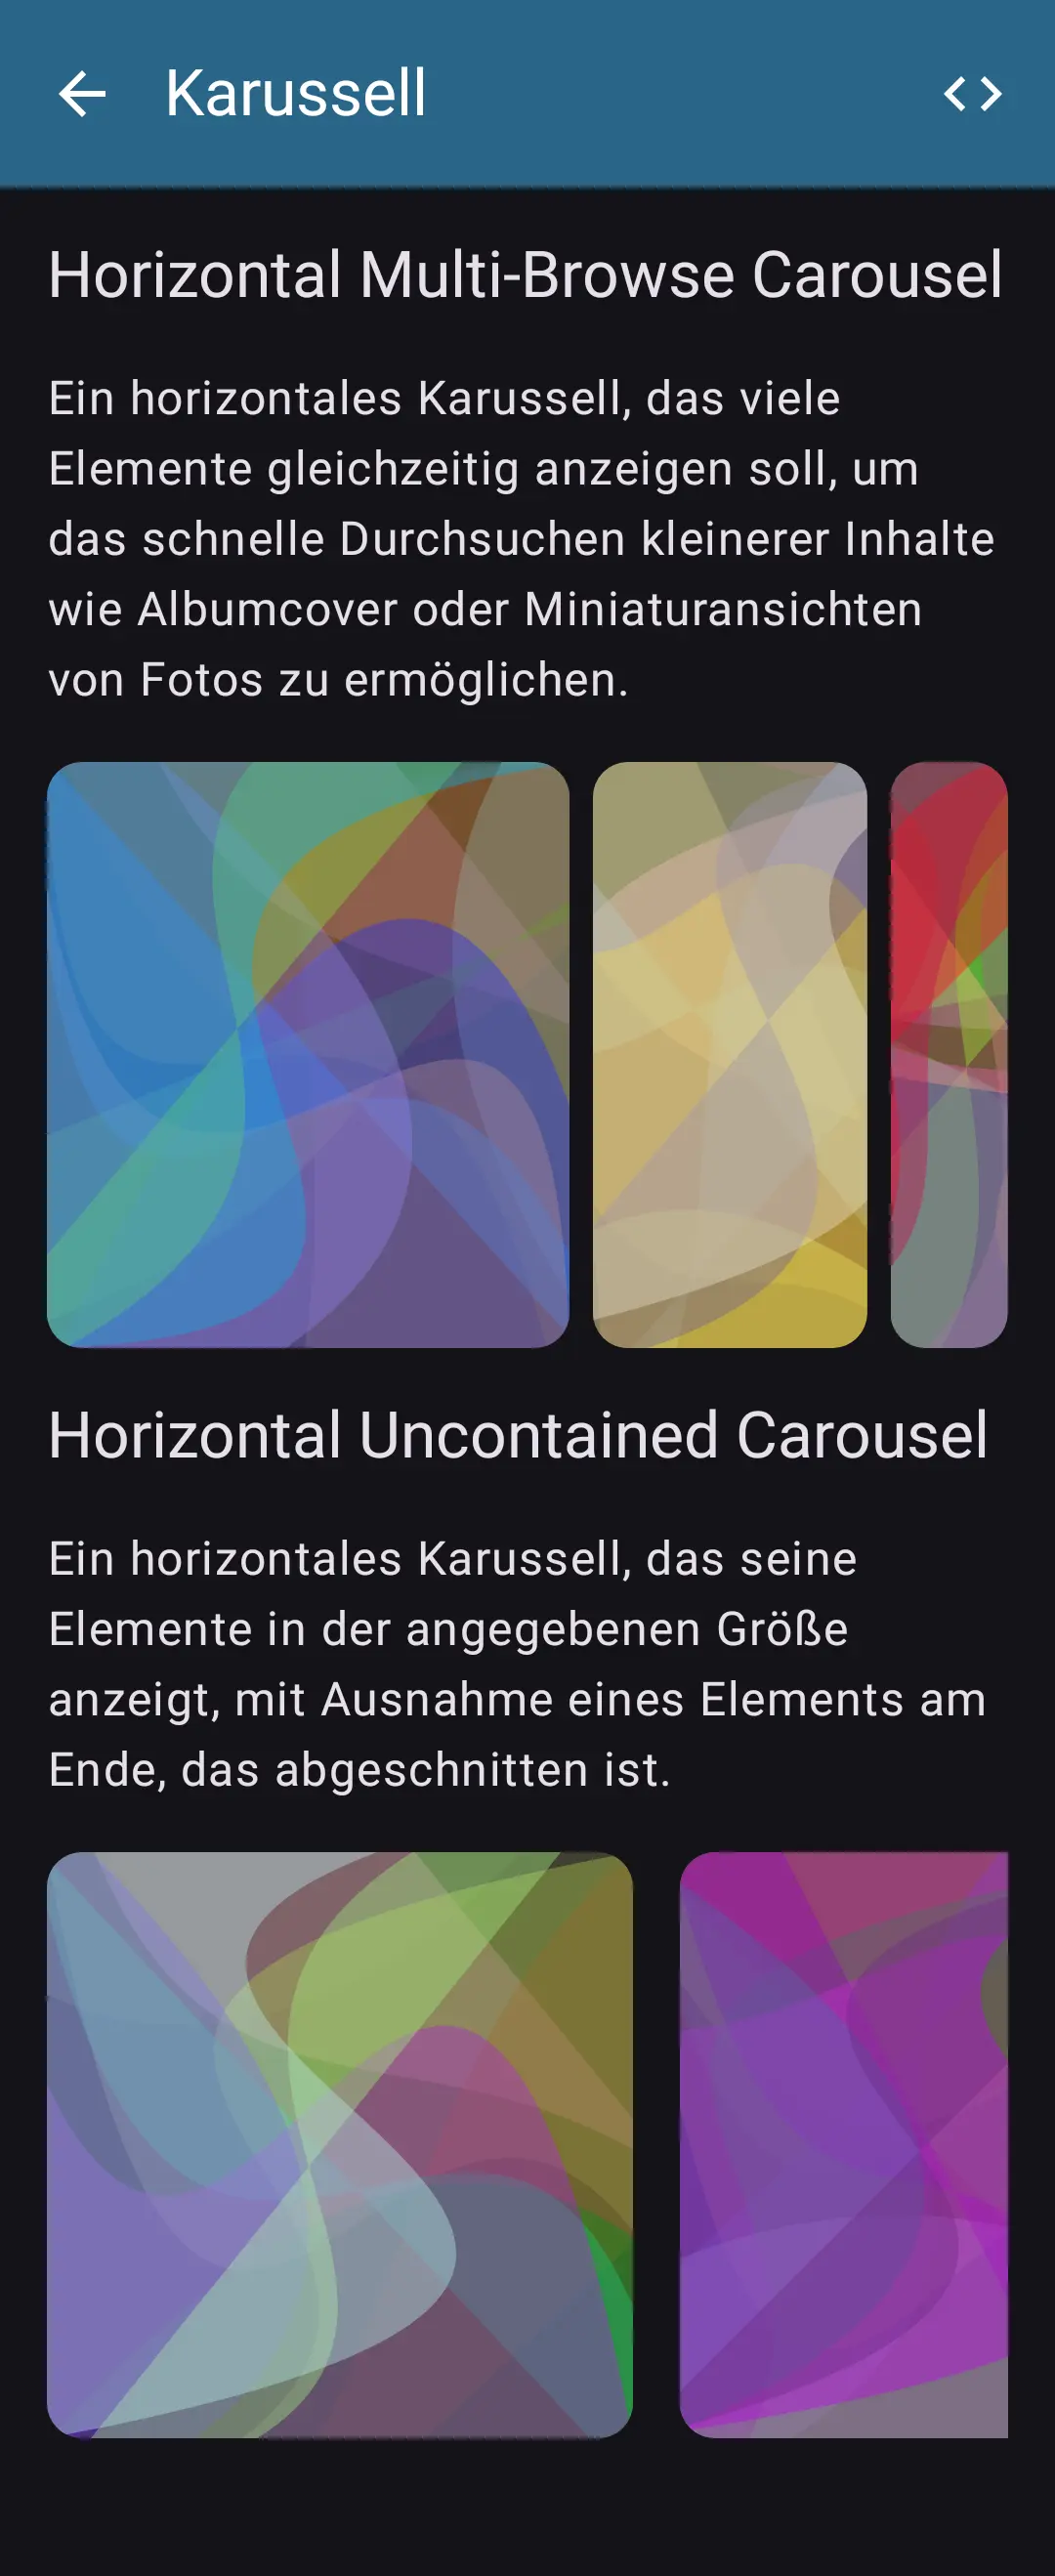 Karussell
Horizontal Multi-Browse Carousel
Ein horizontales Karussell, das viele
Elemente gleichzeitig anzeigen soll, um
das schnelle Durchsuchen kleinerer Inhalte
wie Albumcover oder Miniaturansichten
von Fotos zu ermöglichen.
Horizontal Uncontained Carousel
Ein horizontales Karussell, das seine
Elemente in der angegebenen Größe
anzeigt, mit Ausnahme eines Elements am
Ende, das abgeschnitten ist.